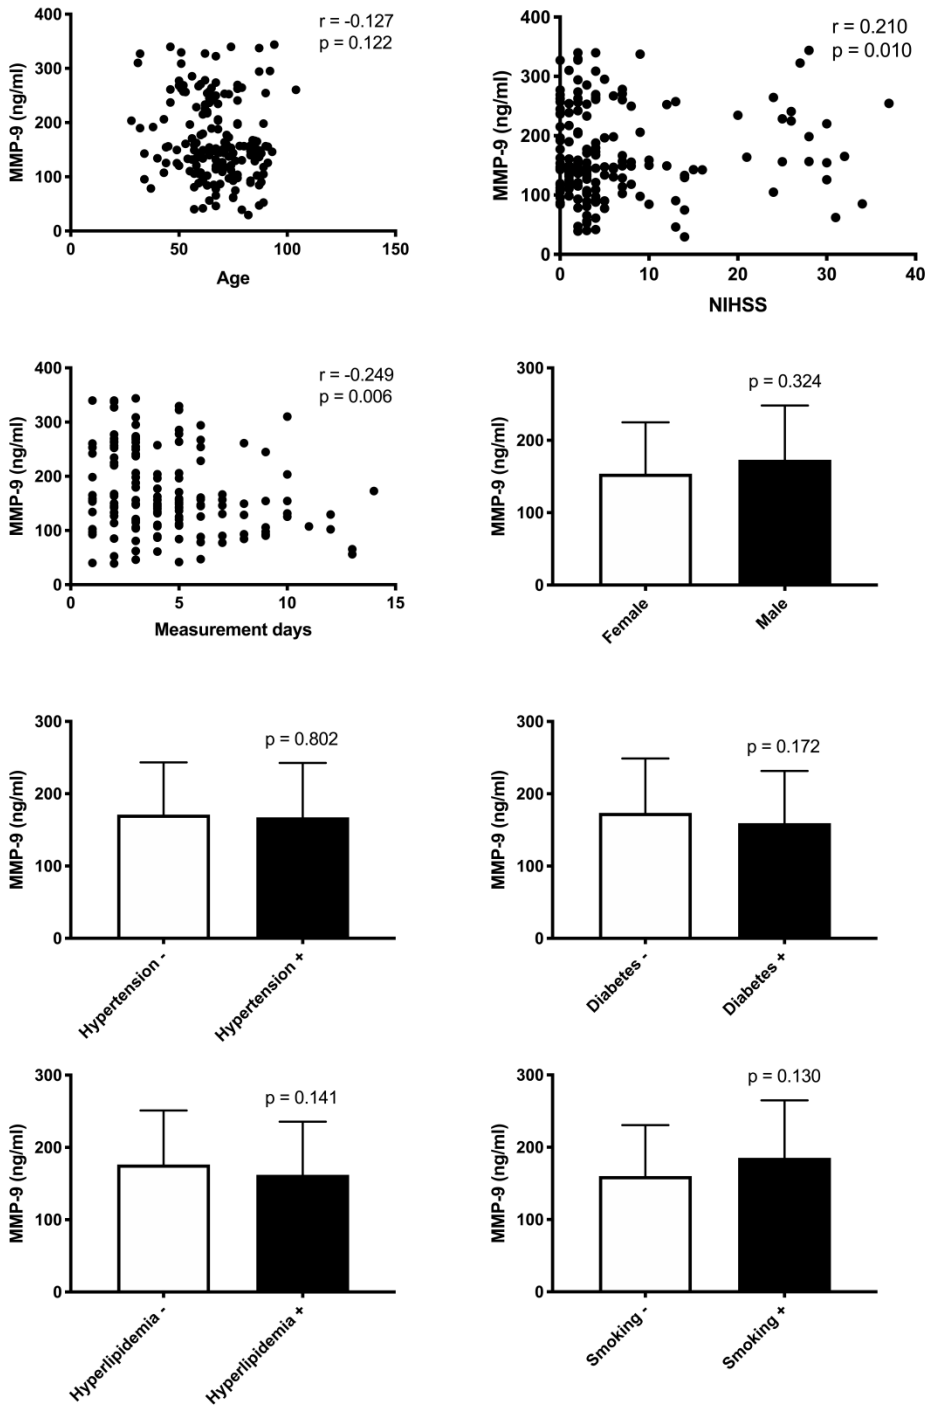 r = -0.127
p = 0.122
MMP-9 (ng/ml)
400
300
200
100
0
50
100
150
Age
r = 0.210
p = 0.010
MMP-9 (ng/ml)
400
300
200
100
0
0
10
20
30
40
NIHSS
r = -0.249
p = 0.006
MMP-9 (ng/ml)
400
300
200
100
0
0
5
10
15
Measurement days
p = 0.324
MMP-9 (ng/ml)
300
200
100
0
Female
Male
p = 0.802
MMP-9 (ng/ml)
300
200
100
0
Hypertension -
Hypertension +
p = 0.172
MMP-9 (ng/ml)
300
200
100
0
Diabetes -
Diabetes +
p = 0.141
MMP-9 (ng/ml)
300
200
100
0
Hyperlipidemia -
Hyperlipidemia +
p = 0.130
MMP-9 (ng/ml)
300
200
100
0
Smoking -
Smoking +